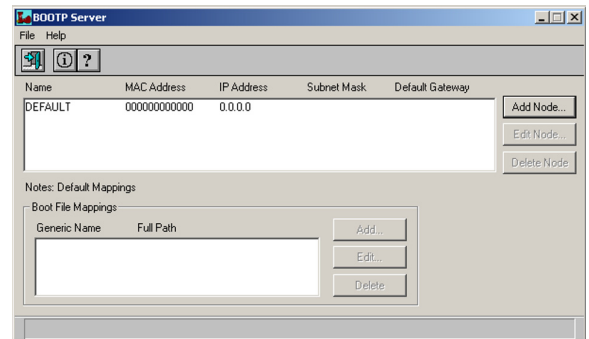 BOOTP Server
File Help
Name MAC Address IP Address Subnet Mask Default Gateway
DEFAULT 000000000000 0.0.0.0
Add Node...
Edit Node...
Delete Node
Notes: Default Mappings
Boot File Mappings
Generic Name Full Path
Add...
Edit...
Delete